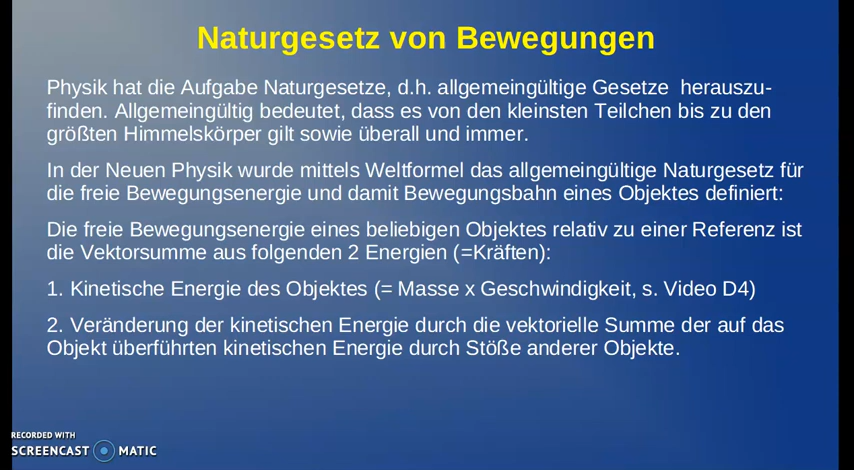 Naturgesetz von Bewegungen
Physik hat die Aufgabe Naturgesetze, d.h. allgemeingültige Gesetze herauszu-
finden. Allgemeingültig bedeutet, dass es von den kleinsten Teilchen bis zu den
größten Himmelskörper gilt sowie überall und immer.
In der Neuen Physik wurde mittels Weltformel das allgemeingültige Naturgesetz für
die freie Bewegungsenergie und damit Bewegungsbahn eines Objektes definiert:
Die freie Bewegungsenergie eines beliebigen Objektes relativ zu einer Referenz ist
die Vektorsumme aus folgenden 2 Energien (=Kräften):
1. Kinetische Energie des Objektes (= Masse x Geschwindigkeit, s. Video D4)
2. Veränderung der kinetischen Energie durch die vektorielle Summe der auf das
Objekt überführten kinetischen Energie durch Stöße anderer Objekte.
RECORDED WITH
SCREENCAST MATIC